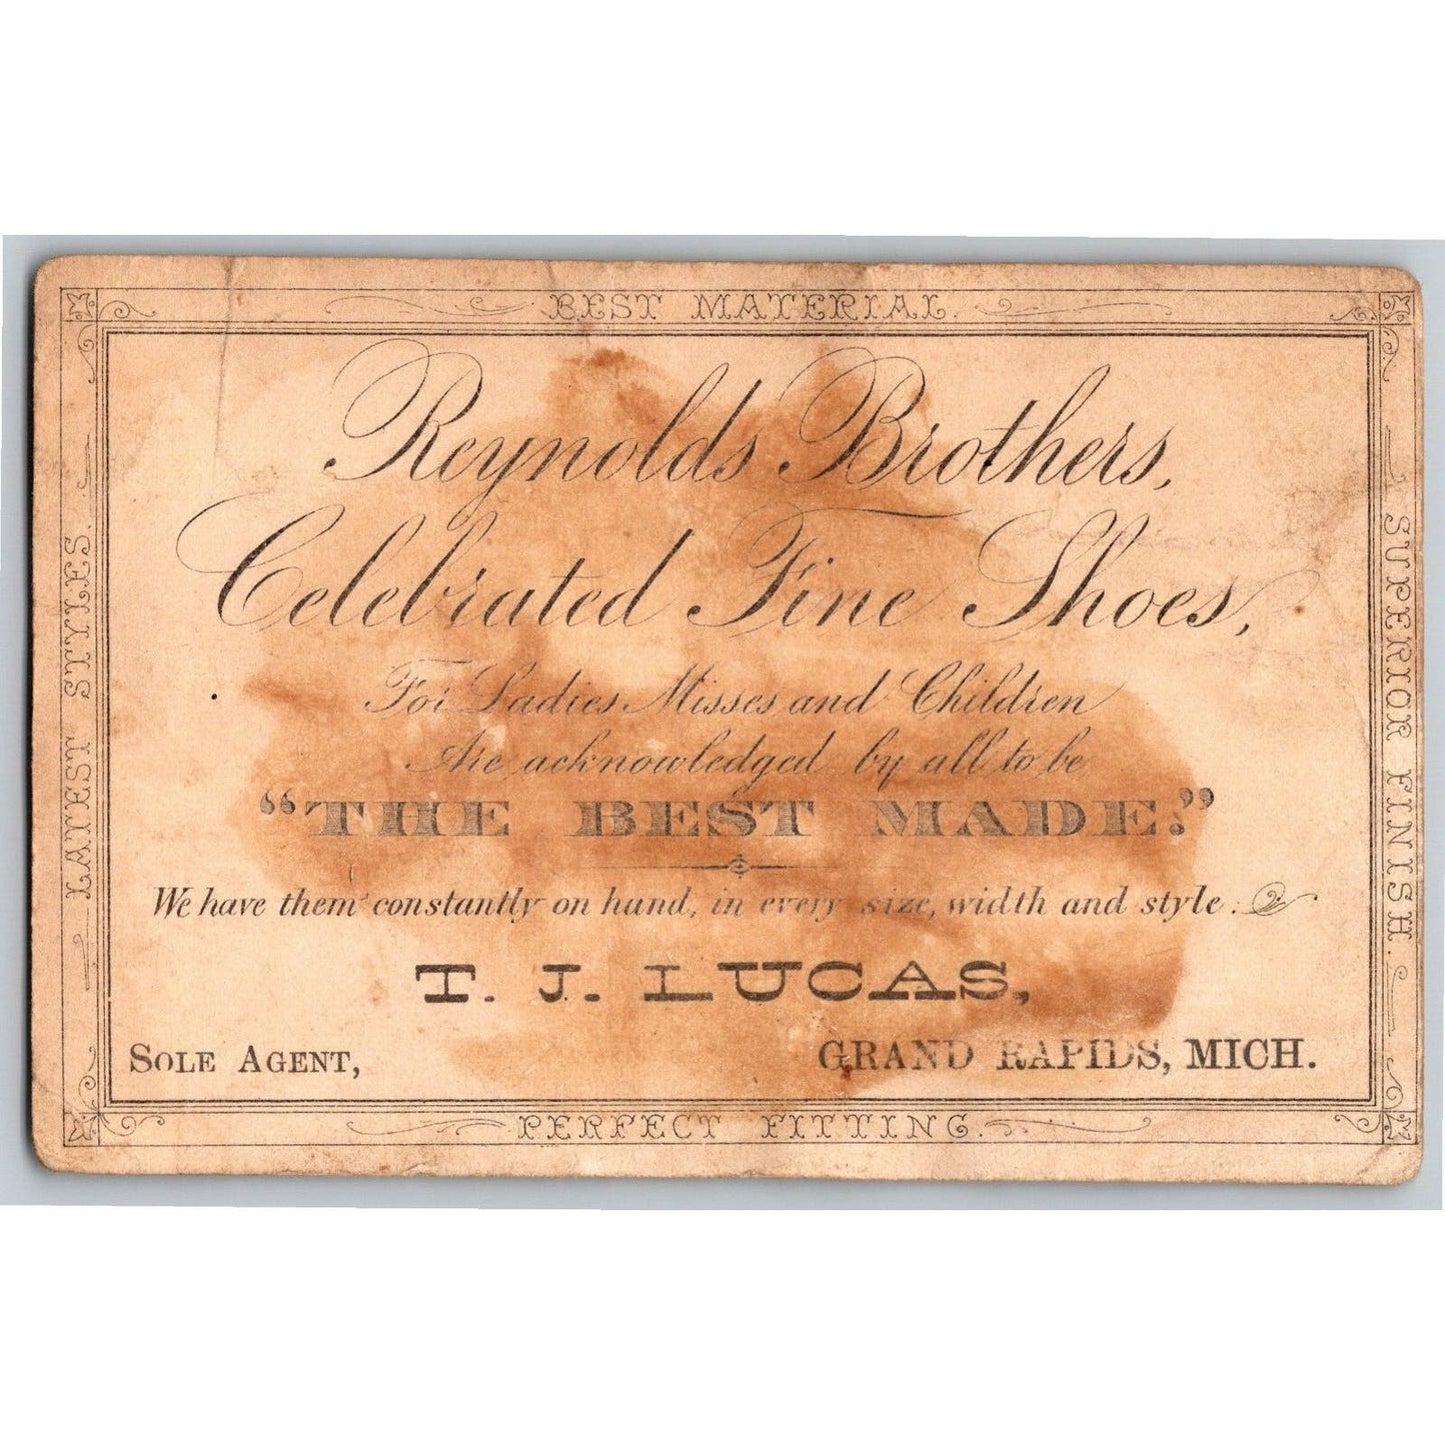 BEST MATERIAL.
LATEST STYLES.
Reynolds Brothers,
Celebrated Fine Shoes,
For Ladies Misses and Children
Are acknowledged by all to be
"THE BEST MADE."
We have them constantly on hand, in every size, width and style.
T. J. LUCAS,
SOLE AGENT, GRAND RAPIDS, MICH.
SUPERIOR FINISH.
PERFECT FITTING.